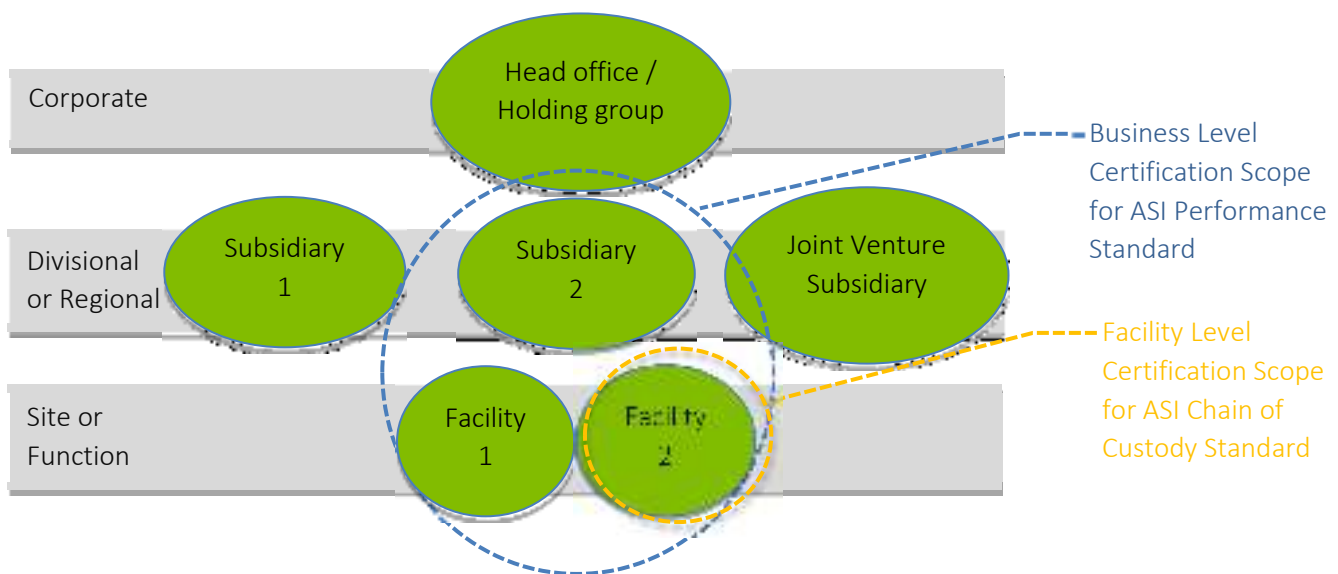 Corporate
Head office /
Holding group
Business Level
Certification Scope
for ASI Performance
Standard
Divisional
or Regional
Subsidiary
1
Subsidiary
2
Joint Venture
Subsidiary
Facility Level
Certification Scope
for ASI Chain of
Custody Standard
Site or
Function
Facility
1
Facility
2